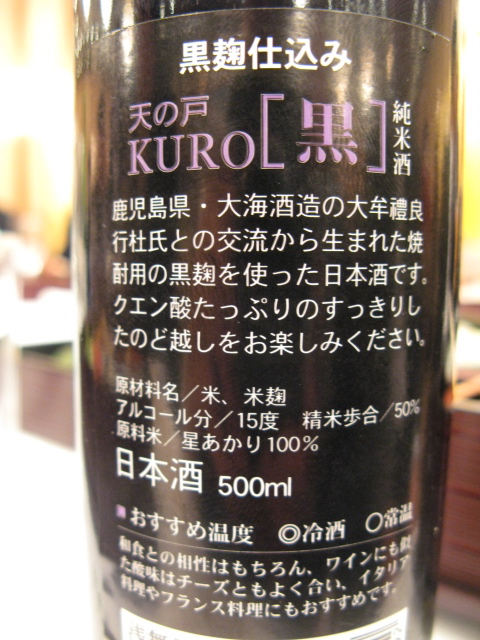 黒麹仕込み
天の戸
KURO[黒]純米酒
鹿児島県・大海酒造の大牟禮良
行杜氏との交流から生まれた焼
酎用の黒麹を使った日本酒です。
クエン酸たっぷりのすっきりし
たのど越しをお楽しみください。
原材料名／米、米麹
アルコール分／15度 精米歩合／50%
原料米／星あかり100%
日本酒 500ml
おすすめ温度 ◎冷酒 ○常温
和食との相性はもちろん、ワインにも似
た酸味はチーズともよく合い、イタリア
料理やフランス料理にもおすすめです。